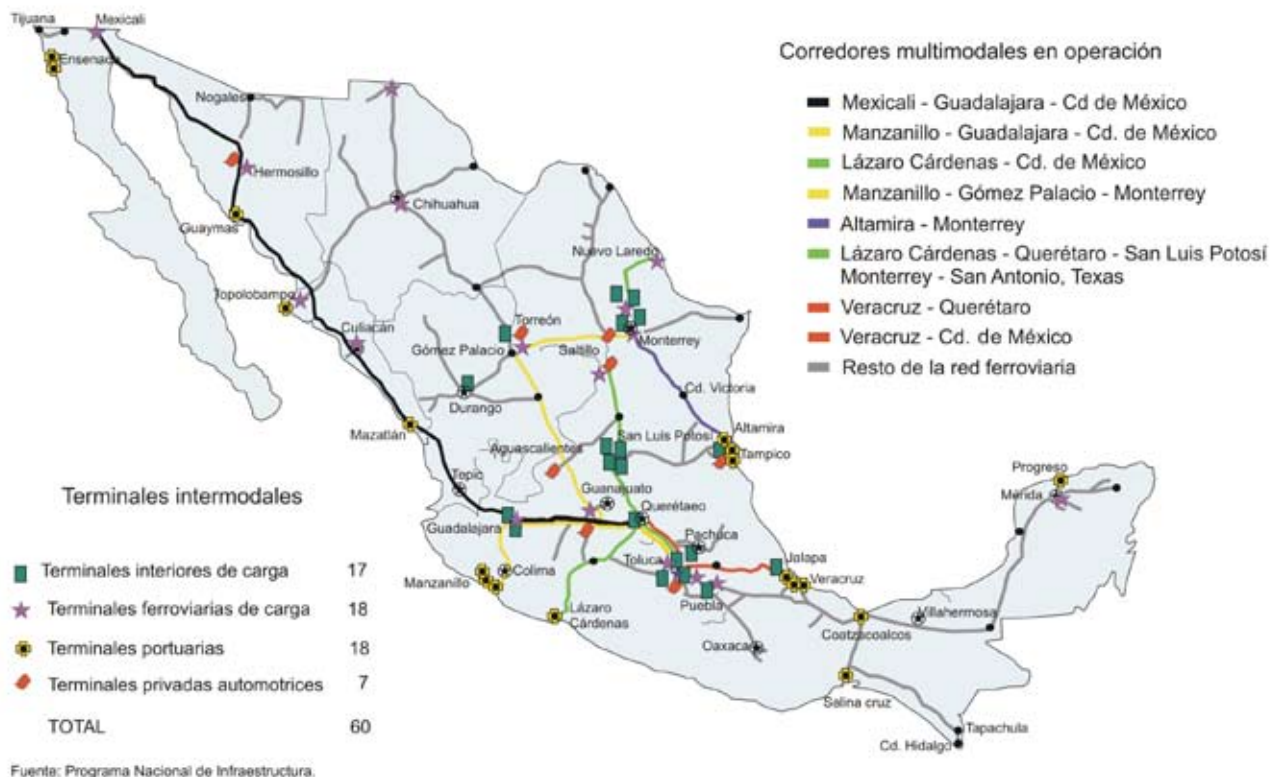 Tijuana
Mexicali
Ensenada
Nogales
Hermosillo
Guaymas
Chihuahua
Nuevo Laredo
Topolobampo
Culiacán
Torreón
Gómez Palacio
Saltillo
Monterrey
Durango
Cd. Victoria
Mazatlán
Altamira
San Luis Potosí
Tampico
Aguascalientes
Tepic
Guanajuato
Querétaeo
Progreso
Mérida
Guadalajara
Pachuca
Toluca
Jalapa
Colima
Manzanillo
Veracruz
Puebla
Lázaro
Cárdenas
Villahermosa
Coatzacoalcos
Oaxaca
Salina cruz
Tapachula
Cd. Hidalgo
Corredores multimodales en operación
Mexicali - Guadalajara - Cd de México
Manzanillo - Guadalajara - Cd. de México
Lázaro Cárdenas - Cd. de México
Manzanillo - Gómez Palacio - Monterrey
Altamira - Monterrey
Lázaro Cárdenas - Querétaro - San Luis Potosí
Monterrey - San Antonio, Texas
Veracruz - Querétaro
Veracruz - Cd. de México
Resto de la red ferroviaria
Terminales intermodales
Terminales interiores de carga 17
Terminales ferroviarias de carga 18
Terminales portuarias 18
Terminales privadas automotrices 7
TOTAL 60
Fuente: Programa Nacional de Infraestructura.